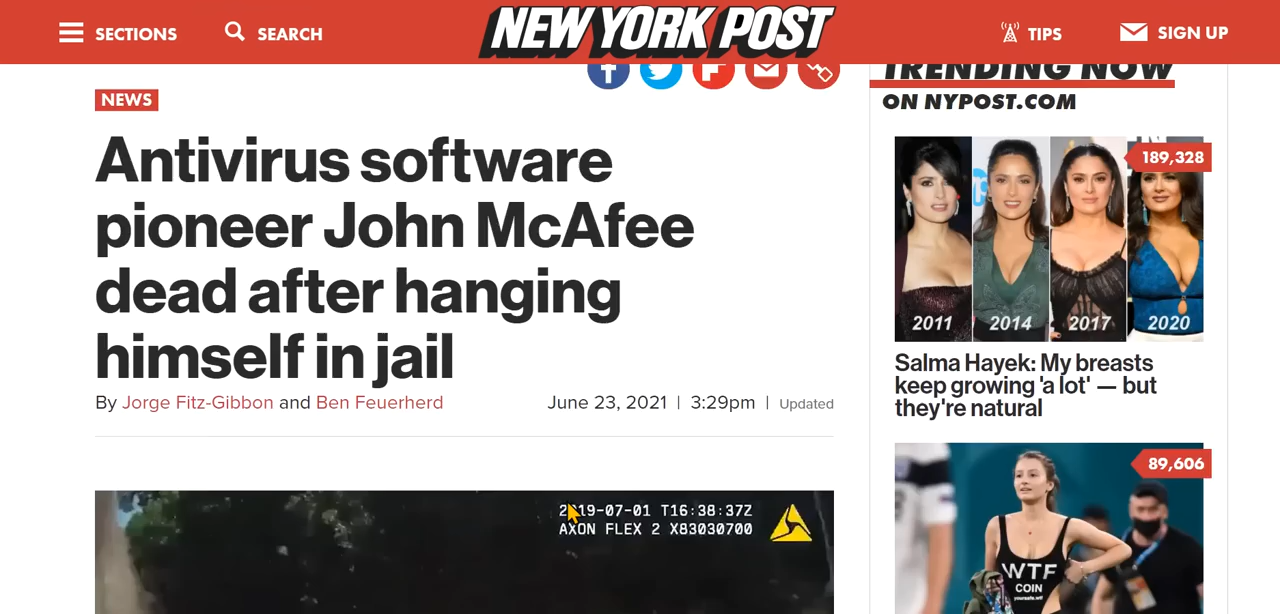 SECTIONS
SEARCH
NEW YORK POST
TIPS
SIGN UP
NEWS
Antivirus software
pioneer John McAfee
dead after hanging
himself in jail
By Jorge Fitz-Gibbon and Ben Feuerherd
June 23, 2021 | 3:29pm | Updated
2019-07-01 T16:38:37Z
AXON FLEX 2 X83030700
TRENDING NOW
ON NYPOST.COM
189,328
2011
2014
2017
2020
Salma Hayek: My breasts
keep growing 'a lot' — but
they're natural
89,606
WTF
COIN
yoursafe.wtf